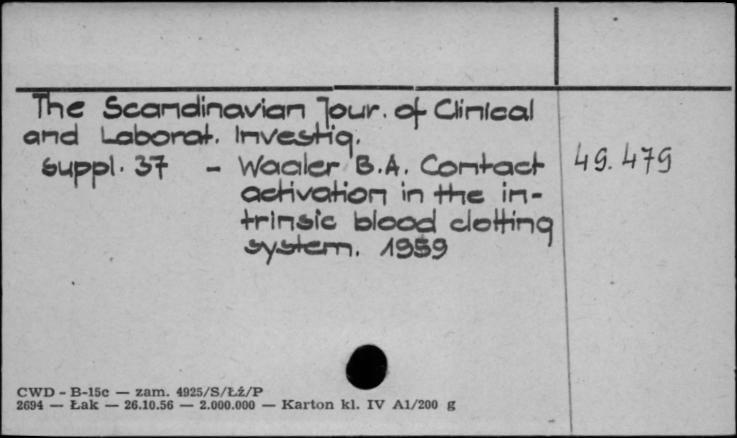 The Scandinavian Jour. of Clinical
and Laborat. Investig.
Suppl. 37 - Waaler B.A. Contact
activation in the in-
trinsic blood clotting
system. 1959
49.479
CWD - B-15c — zam. 4925/S/Łż/P
2694 — Łak — 26.10.56 — 2.000.000 — Karton kl. IV A1/200 g